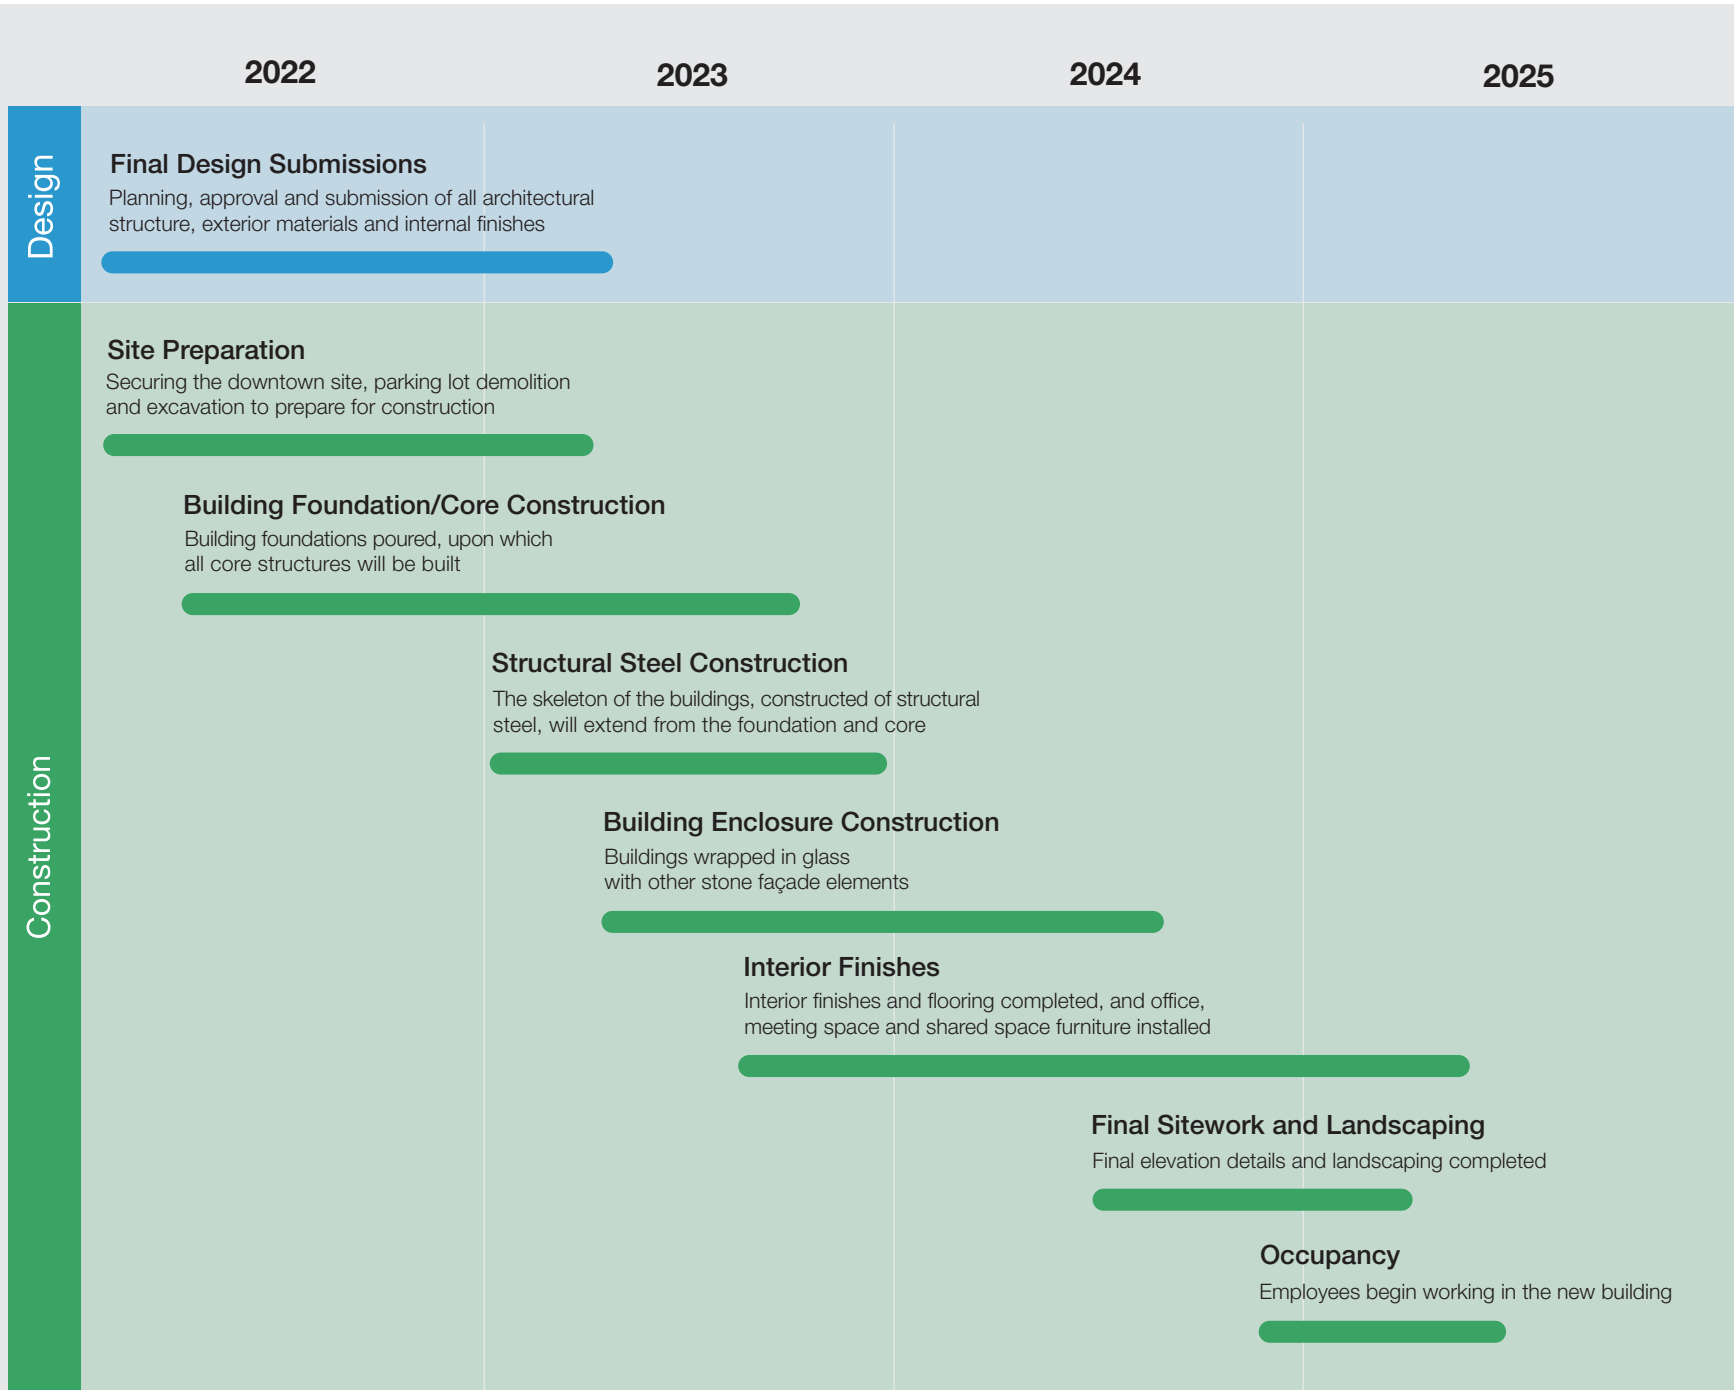 2022
2023
2024
2025
Design
Final Design Submissions
Planning, approval and submission of all architectural
structure, exterior materials and internal finishes
Construction
Site Preparation
Securing the downtown site, parking lot demolition
and excavation to prepare for construction
Building Foundation/Core Construction
Building foundations poured, upon which
all core structures will be built
Structural Steel Construction
The skeleton of the buildings, constructed of structural
steel, will extend from the foundation and core
Building Enclosure Construction
Buildings wrapped in glass
with other stone façade elements
Interior Finishes
Interior finishes and flooring completed, and office,
meeting space and shared space furniture installed
Final Sitework and Landscaping
Final elevation details and landscaping completed
Occupancy
Employees begin working in the new building